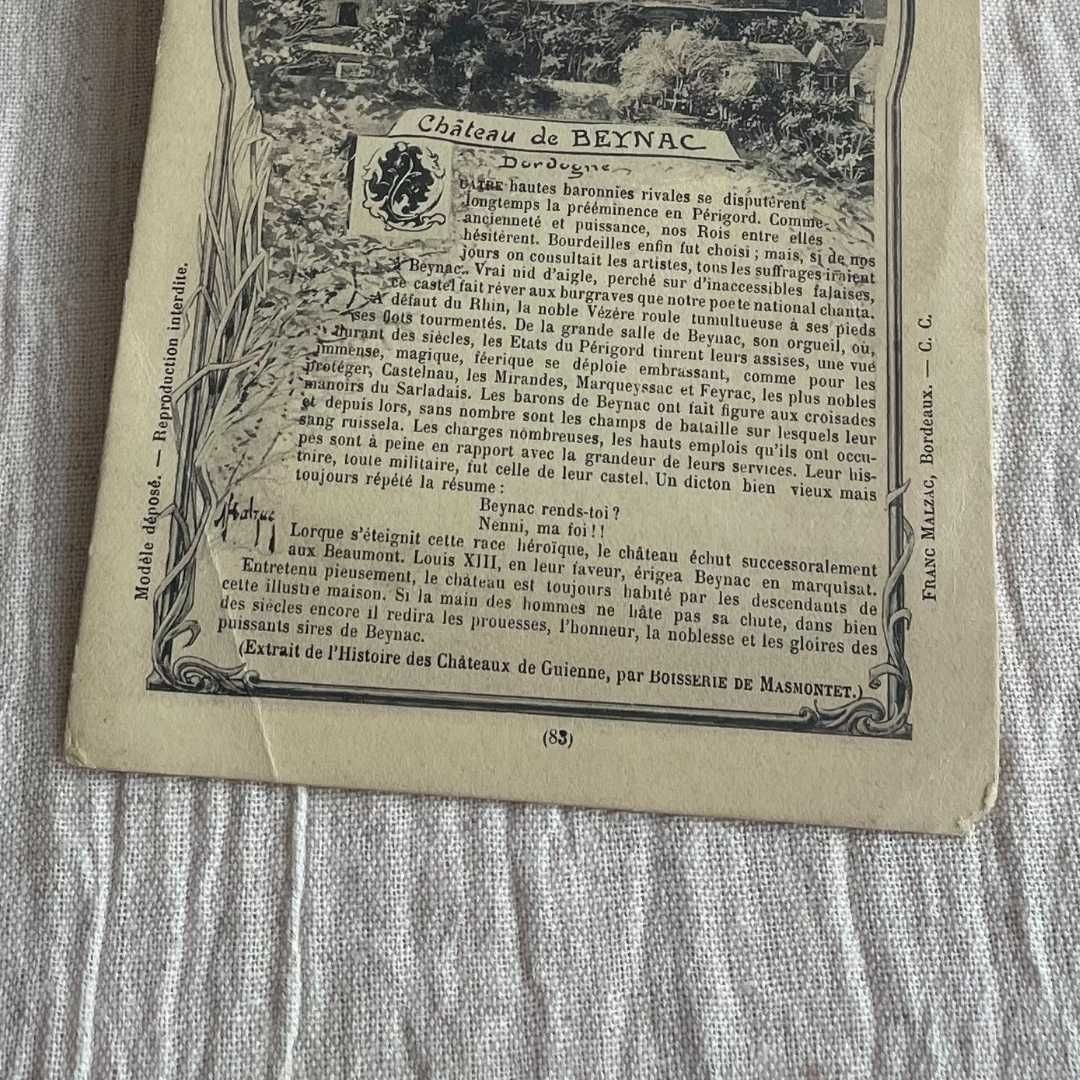 Château de BEYNAC
Dordogne
QUATRE hautes baronnies rivales se disputèrent
longtemps la prééminence en Périgord. Comme
ancienneté et puissance, nos Rois entre elles
hésitèrent. Bourdeilles enfin fut choisi ; mais, si de nos
jours on consultait les artistes, tous les suffrages iraient
à Beynac. Vrai nid d'aigle, perché sur d'inaccessibles falaises,
ce castel fait rêver aux burgraves que notre poete national chanta.
A défaut du Rhin, la noble Vézère roule tumultueuse à ses pieds
ses flots tourmentés. De la grande salle de Beynac, son orgueil, où,
durant des siècles, les Etats du Périgord tinrent leurs assises, une vue
immense, magique, féerique se déploie embrassant, comme pour les
protéger, Castelnau, les Mirandes, Marqueyssac et Feyrac, les plus nobles
manoirs du Sarladais. Les barons de Beynac ont fait figure aux croisades
et depuis lors, sans nombre sont les champs de bataille sur lesquels leur
sang ruissela. Les charges nombreuses, les hauts emplois qu'ils ont occu-
pés sont à peine en rapport avec la grandeur de leurs services. Leur his-
toire, toute militaire, fut celle de leur castel. Un dicton bien vieux mais
toujours répété la résume :
Beynac rends-toi ?
Nenni, ma foi ! !
Lorque s'éteignit cette race héroïque, le château échut successoralement
aux Beaumont. Louis XIII, en leur faveur, érigea Beynac en marquisat.
Entretenu pieusement, le château est toujours habité par les descendants de
cette illustre maison. Si la main des hommes ne hâte pas sa chute, dans bien
des siècles encore il redira les prouesses, l'honneur, la noblesse et les gloires des
puissants sires de Beynac.
(Extrait de l'Histoire des Châteaux de Guienne, par BOISSERIE DE MASMONTET.)
(83)
Modèle déposé. — Reproduction interdite.
Malzac
FRANC MALZAC, Bordeaux. — C. C.